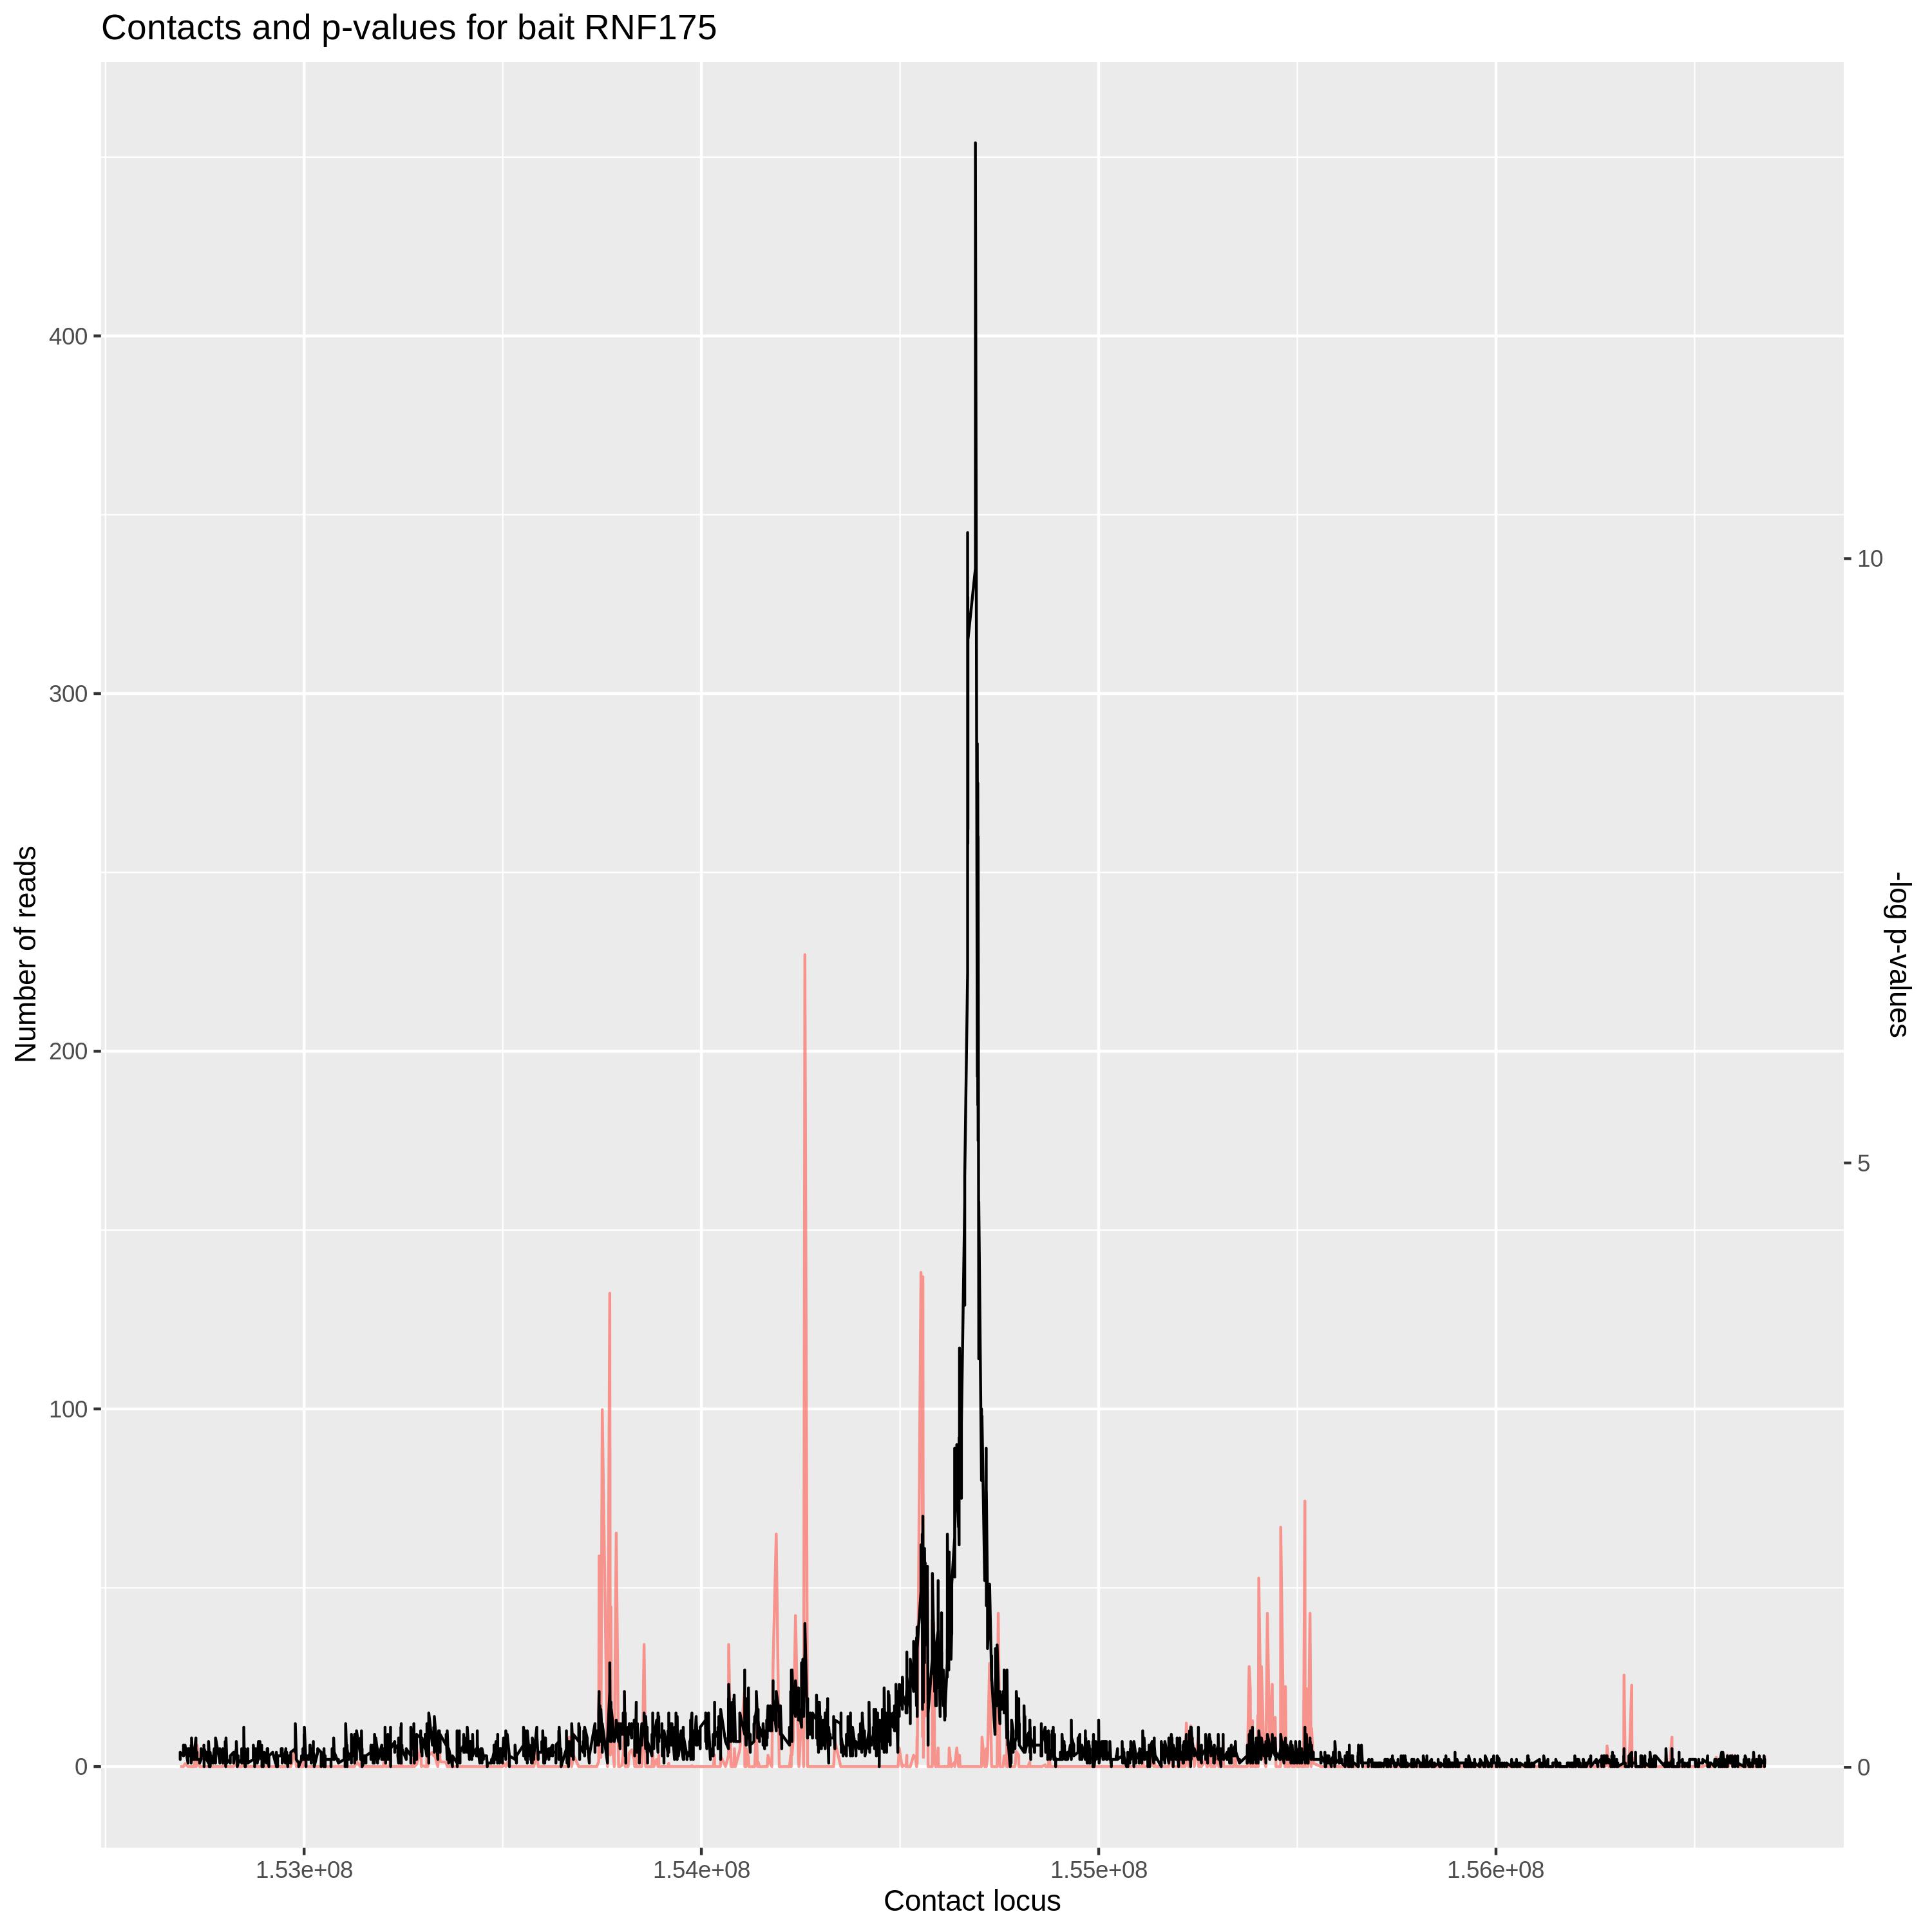 Contacts and p-values for bait RNF175
400
300
200
100
0
Number of reads
10
5
0
-log p-values
1.53e+08
1.54e+08
1.55e+08
1.56e+08
Contact locus